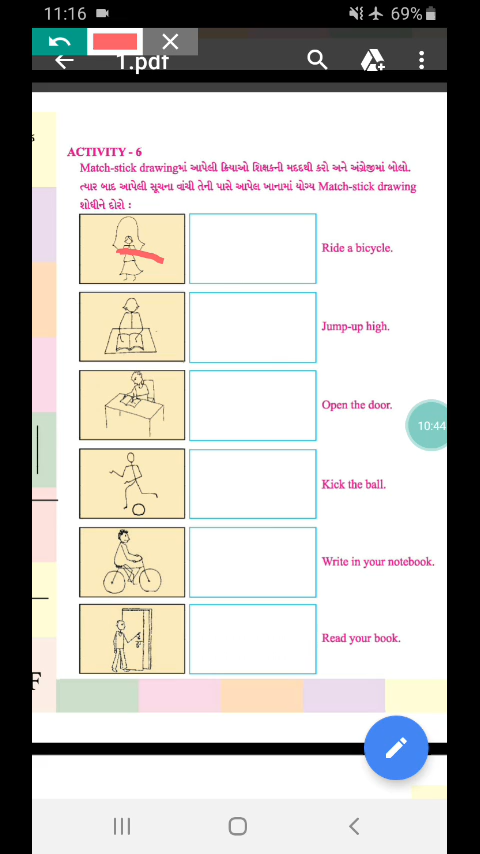 11:16
69%
1.pdf
ACTIVITY - 6
Match-stick drawingમાં આપેલી ક્રિયાઓ શિક્ષકની મદદથી કરો અને અંગ્રેજીમાં બોલો.
ત્યાર બાદ આપેલી સૂચના વાંચી તેની પાસે આપેલ ખાનામાં યોગ્ય Match-stick drawing
શોધીને દોરો :
Ride a bicycle.
Jump-up high.
Open the door.
10:44
Kick the ball.
Write in your notebook.
Read your book.
F